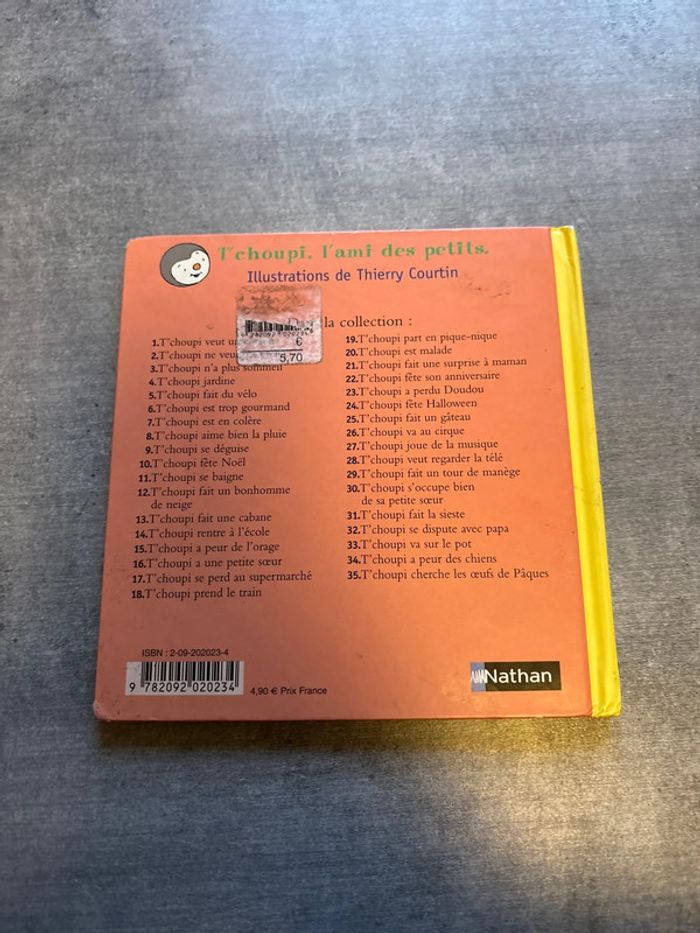 T'choupi, l'ami des petits.
Illustrations de Thierry Courtin
la collection :
€
5,70
1.T'choupi veut un
2.T'choupi ne veut
3.T'choupi n'a plus sommeil
4.T'choupi jardine
5.T'choupi fait du vélo
6.T'choupi est trop gourmand
7.T'choupi est en colère
8.T'choupi aime bien la pluie
9.T'choupi se déguise
10.T'choupi fête Noël
11.T'choupi se baigne
12.T'choupi fait un bonhomme
de neige
13.T'choupi fait une cabane
14.T'choupi rentre à l'école
15.T'choupi a peur de l'orage
16.T'choupi a une petite sœur
17.T'choupi se perd au supermarché
18.T'choupi prend le train
19.T'choupi part en pique-nique
20.T'choupi est malade
21.T'choupi fait une surprise à maman
22.T'choupi fête son anniversaire
23.T'choupi a perdu Doudou
24.T'choupi fête Halloween
25.T'choupi fait un gâteau
26.T'choupi va au cirque
27.T'choupi joue de la musique
28.T'choupi veut regarder la télé
29.T'choupi fait un tour de manège
30.T'choupi s'occupe bien
de sa petite sœur
31.T'choupi fait la sieste
32.T'choupi se dispute avec papa
33.T'choupi va sur le pot
34.T'choupi a peur des chiens
35.T'choupi cherche les œufs de Pâques
ISBN : 2-09-202023-4
9 782092 020234
4,90 € Prix France
Nathan